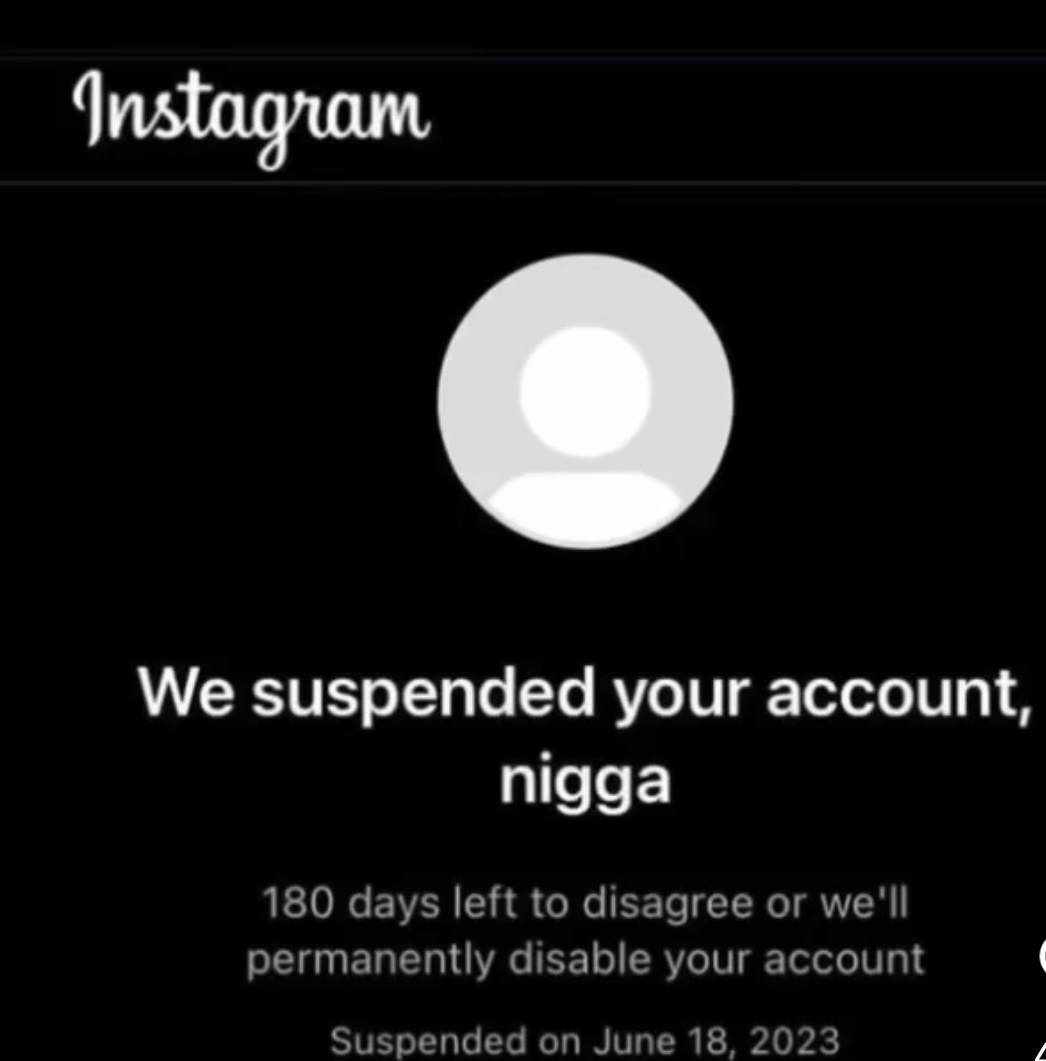 Instagram
We suspended your account,
nigga
180 days left to disagree or we'll
permanently disable your account
Suspended on June 18, 2023